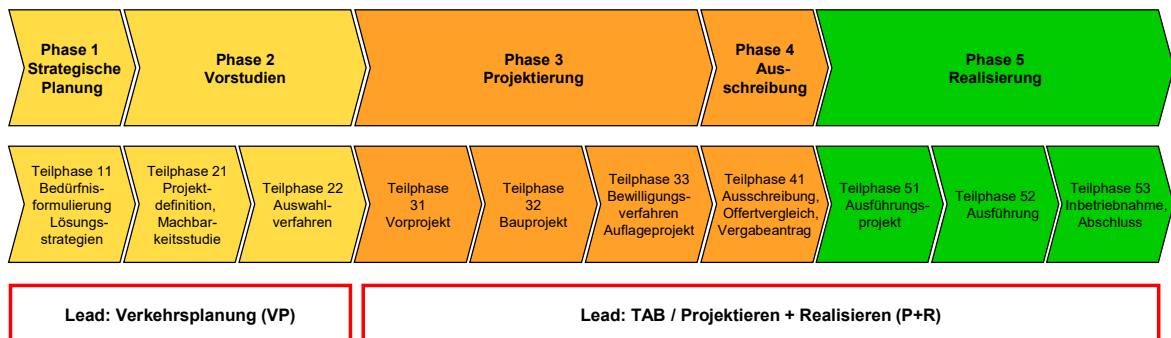 Phase 1
Strategische
Planung
Phase 2
Vorstudien
Phase 3
Projektierung
Phase 4
Aus-
schreibung
Phase 5
Realisierung
Teilphase 11
Bedürfnis-
formulierung
Lösungs-
strategien
Teilphase 21
Projekt-
definition,
Machbar-
keitsstudie
Teilphase 22
Auswahl-
verfahren
Teilphase
31
Vorprojekt
Teilphase
32
Bauprojekt
Teilphase 33
Bewilligungs-
verfahren
Auflageprojekt
Teilphase 41
Ausschreibung,
Offertvergleich,
Vergabeantrag
Teilphase 51
Ausführungs-
projekt
Teilphase 52
Ausführung
Teilphase 53
Inbetriebnahme,
Abschluss
Lead: Verkehrsplanung (VP)
Lead: TAB / Projektieren + Realisieren (P+R)